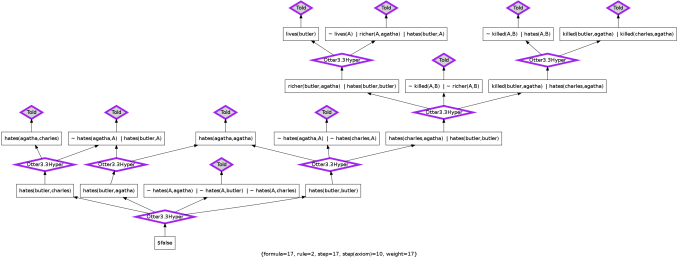 Told Told Told Told
lives(butler) ~ lives(A) | richer(A,agatha) | hates(butler,A) ~ killed(A,B) | hates(A,B) killed(butler,agatha) | killed(charles,agatha)
Otter3.3Hyper Told Otter3.3Hyper
richer(butler,agatha) | hates(butler,butler) ~ killed(A,B) | ~ richer(A,B) killed(butler,agatha) | hates(charles,agatha)
Told Told Told Told Otter3.3Hyper
hates(agatha,charles) ~ hates(agatha,A) | hates(butler,A) hates(agatha,agatha) ~ hates(agatha,A) | ~ hates(charles,A) hates(charles,agatha) | hates(butler,butler)
Otter3.3Hyper Otter3.3Hyper Told Otter3.3Hyper
hates(butler,charles) hates(butler,agatha) ~ hates(A,agatha) | ~ hates(A,butler) | ~ hates(A,charles) hates(butler,butler)
Otter3.3Hyper
$false
{formula=17, rule=2, step=17, step(axiom)=10, weight=17}